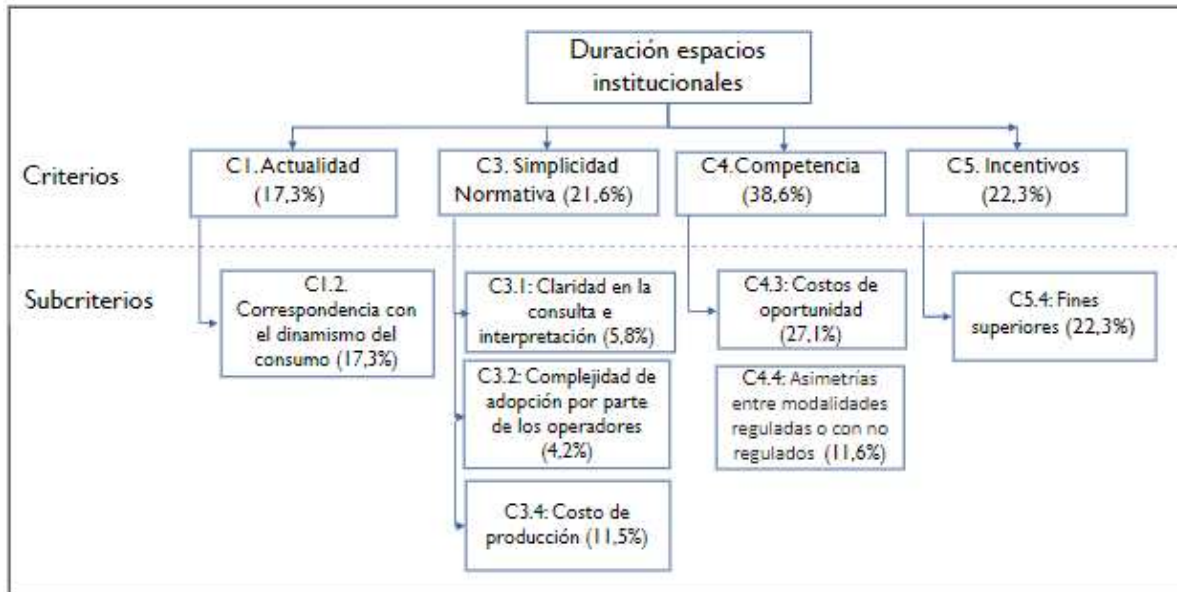 Duración espacios
institucionales
Criterios
C1. Actualidad
(17,3%)
C3. Simplicidad
Normativa (21,6%)
C4.Competencia
(38,6%)
C5. Incentivos
(22,3%)
Subcriterios
C1.2.
Correspondencia con
el dinamismo del
consumo (17,3%)
C3.1: Claridad en la
consulta e
interpretación (5,8%)
C3.2: Complejidad de
adopción por parte
de los operadores
(4,2%)
C3.4: Costo de
producción (11,5%)
C4.3: Costos de
oportunidad
(27,1%)
C4.4: Asimetrías
entre modalidades
reguladas o con no
regulados (11,6%)
C5.4: Fines
superiores (22,3%)